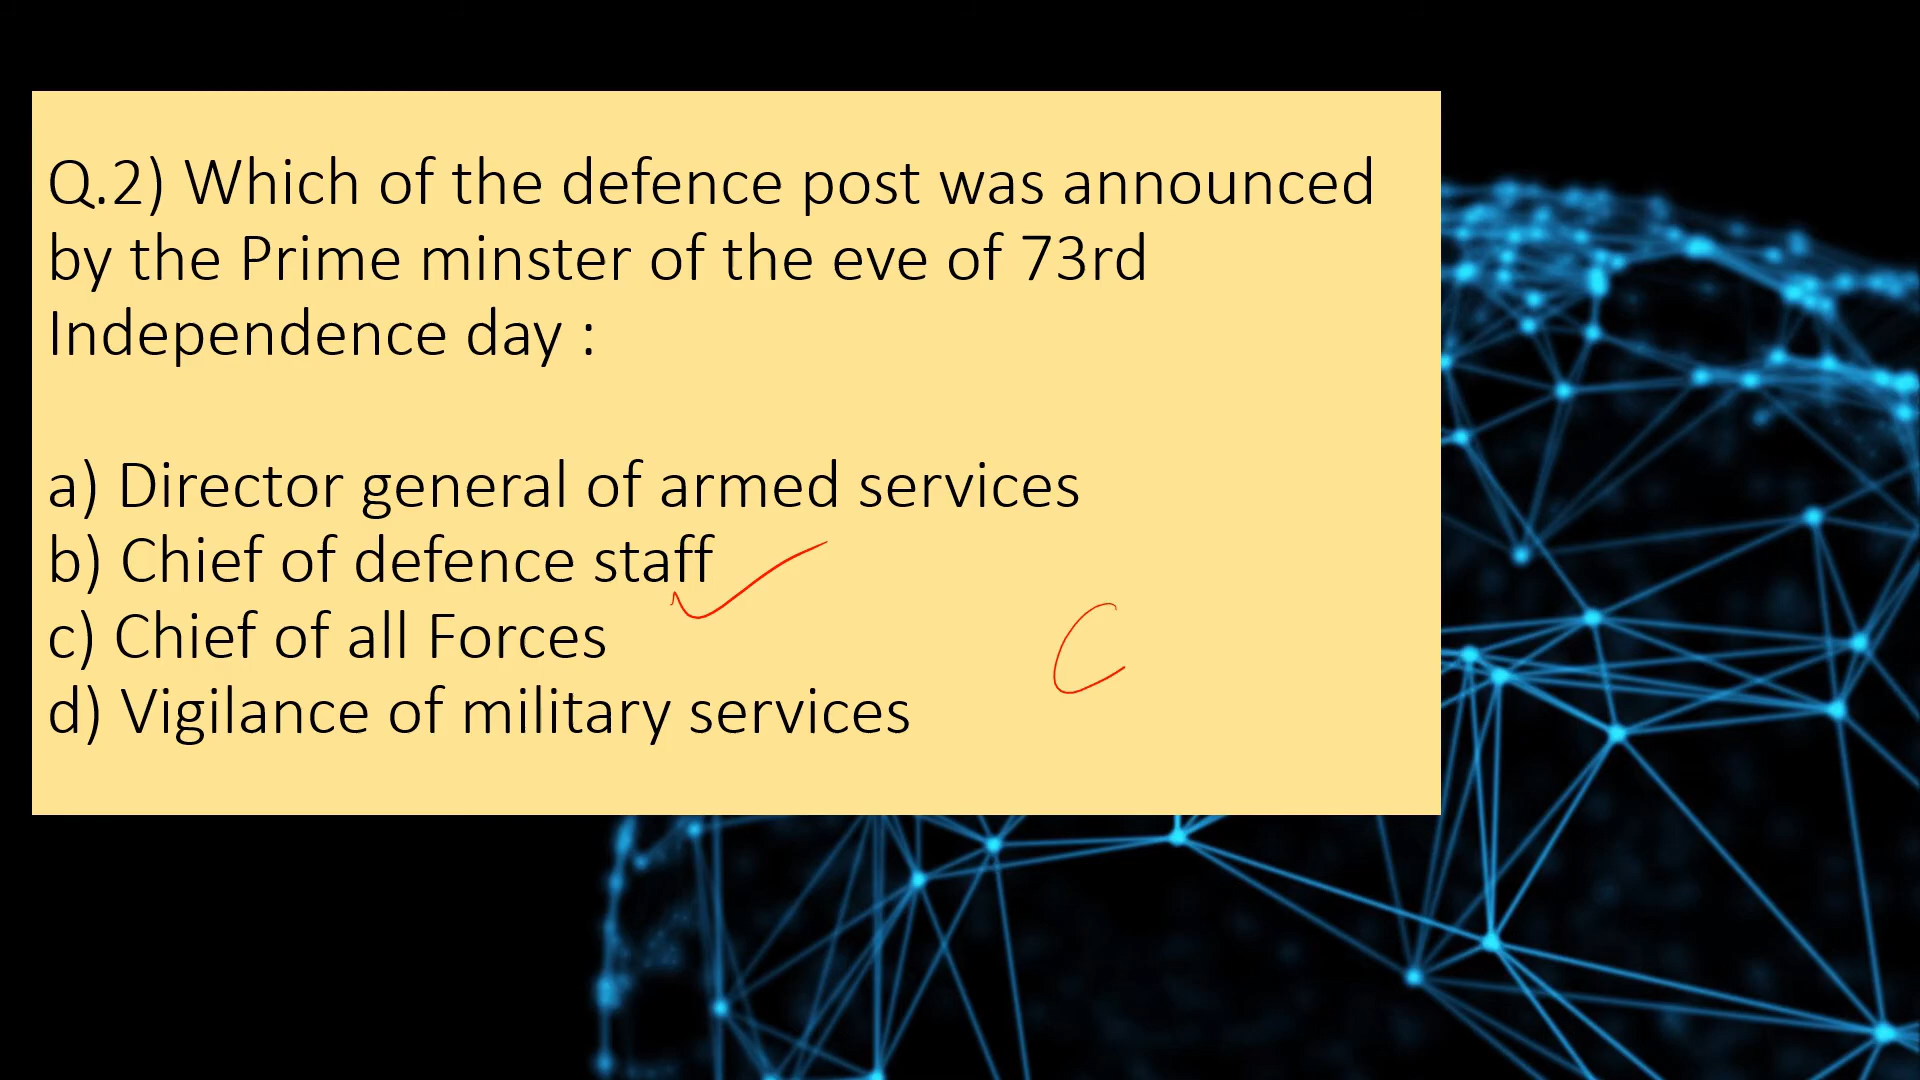 Q.2) Which of the defence post was announced
by the Prime minster of the eve of 73rd
Independence day :
a) Director general of armed services
b) Chief of defence staff
c) Chief of all Forces
C
d) Vigilance of military services